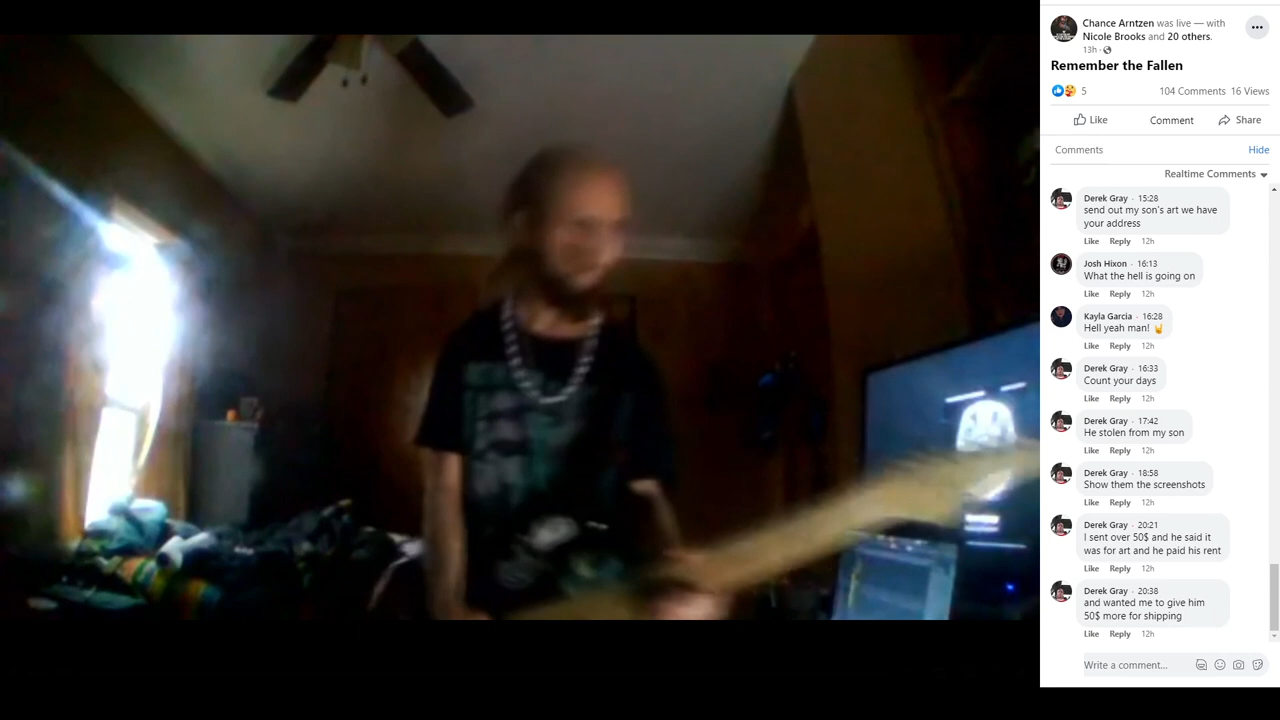 Chance Arntzen was live — with
Nicole Brooks and 20 others.
13h ·
Remember the Fallen
5
104 Comments 16 Views
Like
Comment
Share
Comments
Hide
Realtime Comments
Derek Gray · 15:28
send out my son's art we have
your address
Like Reply 12h
Josh Hixon · 16:13
What the hell is going on
Like Reply 12h
Kayla Garcia · 16:28
Hell yeah man! 🤘
Like Reply 12h
Derek Gray · 16:33
Count your days
Like Reply 12h
Derek Gray · 17:42
He stolen from my son
Like Reply 12h
Derek Gray · 18:58
Show them the screenshots
Like Reply 12h
Derek Gray · 20:21
I sent over 50$ and he said it
was for art and he paid his rent
Like Reply 12h
Derek Gray · 20:38
and wanted me to give him
50$ more for shipping
Like Reply 12h
Write a comment...